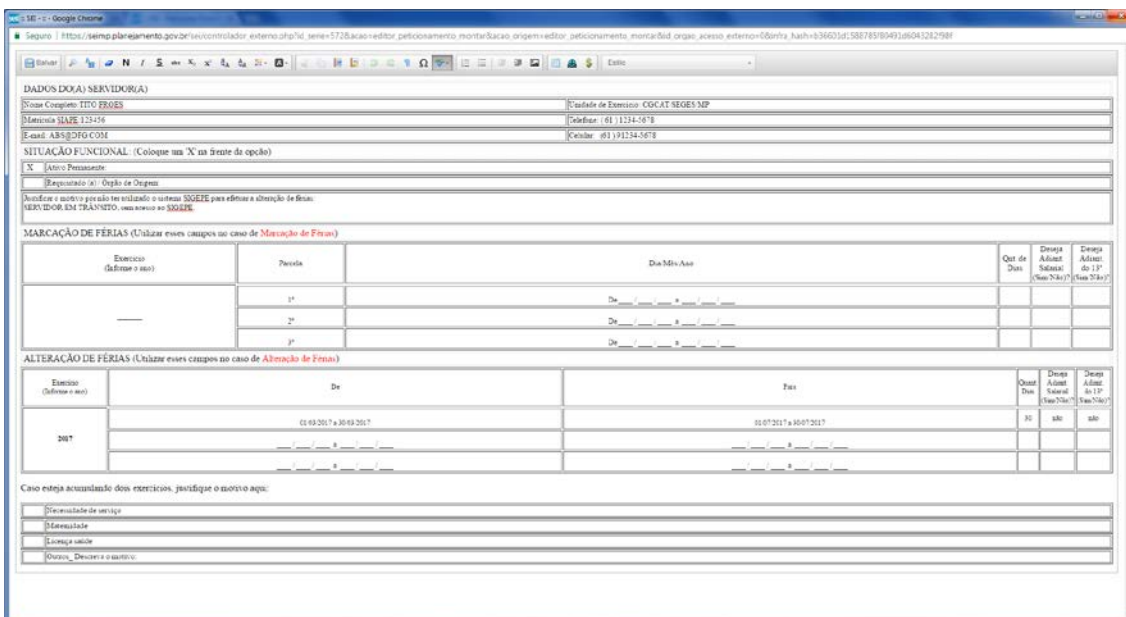 :: SEI - :: - Google Chrome
Seguro | https://seimp.planejamento.gov.br/sei/controlador_externo.php?id_serie=572&acao=editor_peticionamento_montar&acao_origem=editor_peticionamento_montar&id_orgao_acesso_externo=0&infra_hash=
Salvar N I S Estilo
DADOS DO(A) SERVIDOR(A)
Nome Completo: TITO FROES Unidade de Exercício: CGCAT/SEGES/MP
Matrícula SIAPE 123456 Telefone: ( 61 ) 1234-5678
E-mail: ABS@DFG.COM Celular: (61 ) 91234-5678
SITUAÇÃO FUNCIONAL: (Coloque um 'X' na frente da opção)
X Ativo Permanente
Requisitado (a) / Órgão de Origem:
Justificar o motivo por não ter utilizado o sistema SIGEPE para efetuar a alteração de férias:
SERVIDOR EM TRÂNSITO, sem acesso ao SIGEPE.
MARCAÇÃO DE FÉRIAS (Utilizar esses campos no caso de Marcação de Férias)
Exercício
(Informe o ano)
Parcela
Dia/Mês/Ano
Qnt de
Dias
Deseja
Adiant.
Salarial
(Sim/Não)?
Deseja
Adiant.
do 13º
(Sim/Não)?
______
1ª De ___ /___ /___ a ___ /___ /___
2ª De ___ /___ /___ a ___ /___ /___
3ª De ___ /___ /___ a ___ /___ /___
ALTERAÇÃO DE FÉRIAS (Utilizar esses campos no caso de Alteração de Férias)
Exercício
(Informe o ano)
De
Para
Quant.
Dias
Deseja
Adiant.
Salarial
(Sim/Não)?
Deseja
Adiant.
do 13º
(Sim/Não)?
2017
01/03/2017 a 30/03/2017 01/07/2017 a 30/07/2017 30 não não
___ /___ /___ a ___ /___ /___ ___ /___ /___ a ___ /___ /___
___ /___ /___ a ___ /___ /___ ___ /___ /___ a ___ /___ /___
Caso esteja acumulando dois exercícios, justifique o motivo aqui:
Necessidade de serviço
Maternidade
Licença saúde
Outros_ Descreva o motivo: